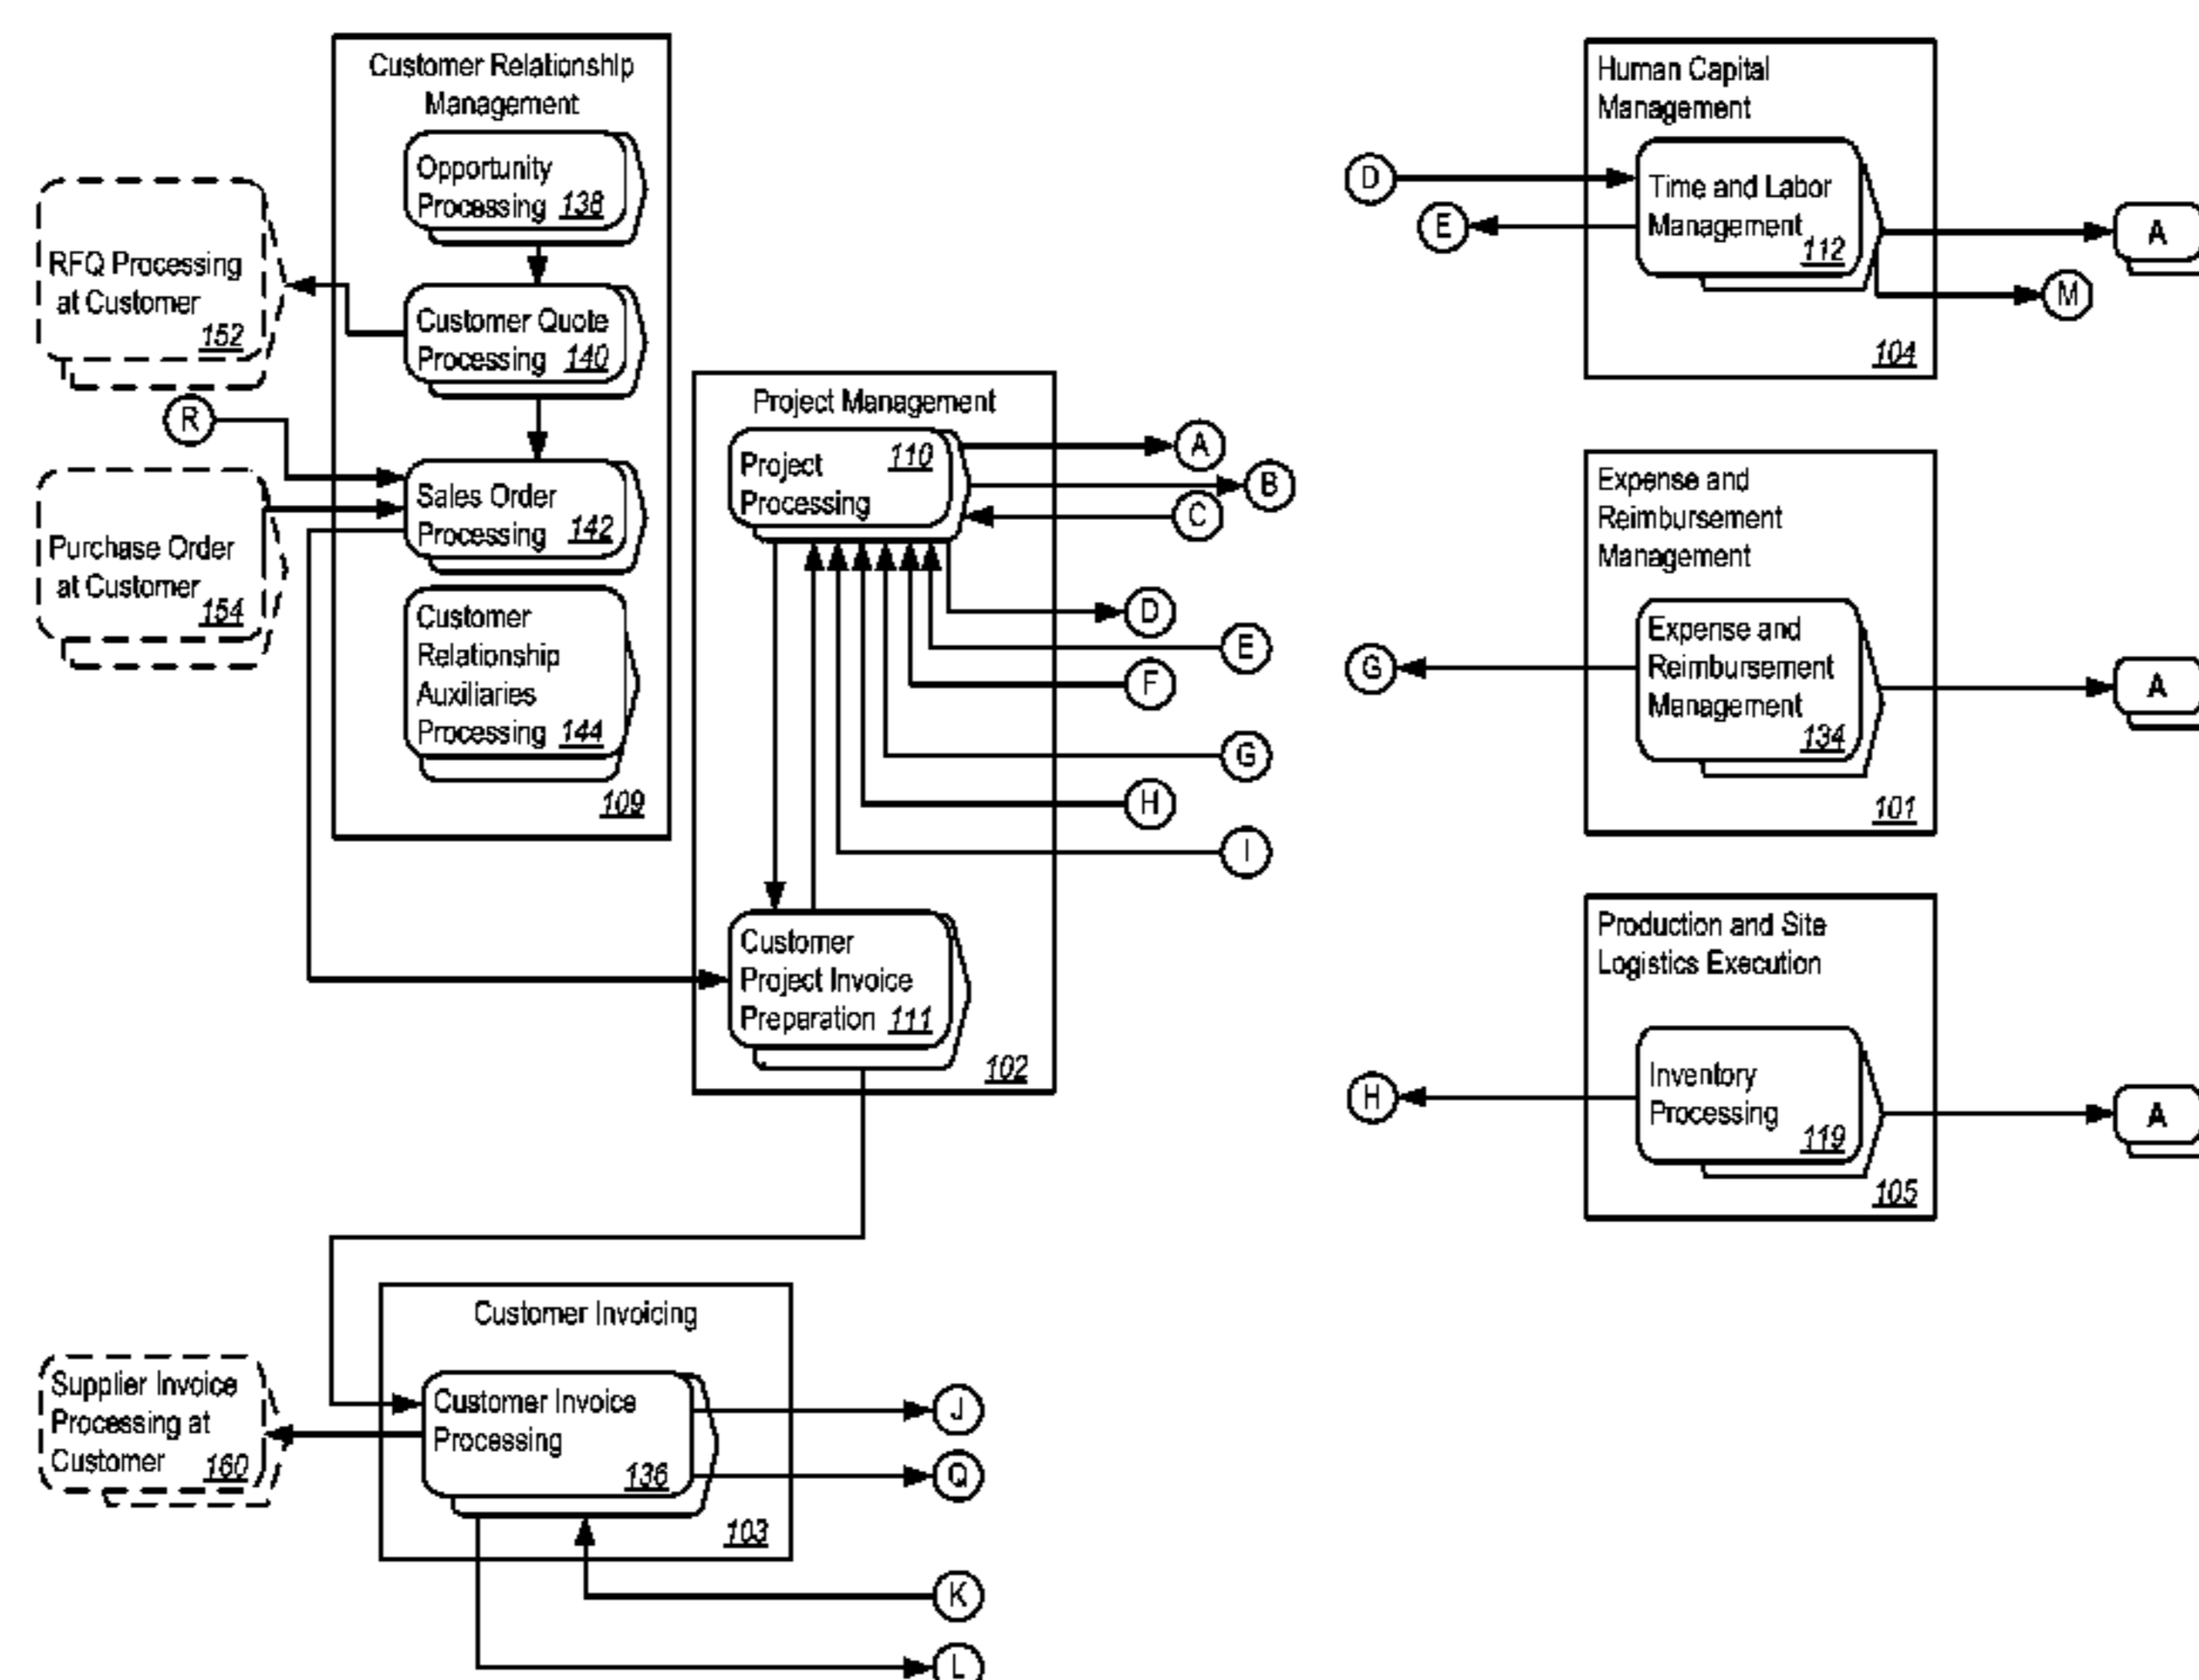 Customer Relationship
Management
Opportunity
Processing 138
RFQ Processing
at Customer
152
Customer Quote
Processing 140
R
Sales Order
Processing 142
Purchase Order
at Customer
154
Customer
Relationship
Auxiliaries
Processing 144
109
Project Management
Project 110
Processing
A
B
C
D
E
F
G
H
I
Customer
Project Invoice
Preparation 111
102
Customer Invoicing
Customer Invoice
Processing
136
103
Supplier Invoice
Processing at
Customer 160
J
Q
K
L
Human Capital
Management
D
E
Time and Labor
Management
112
A
M
104
Expense and
Reimbursement
Management
G
Expense and
Reimbursement
Management
134
A
101
Production and Site
Logistics Execution
H
Inventory
Processing
119
A
105